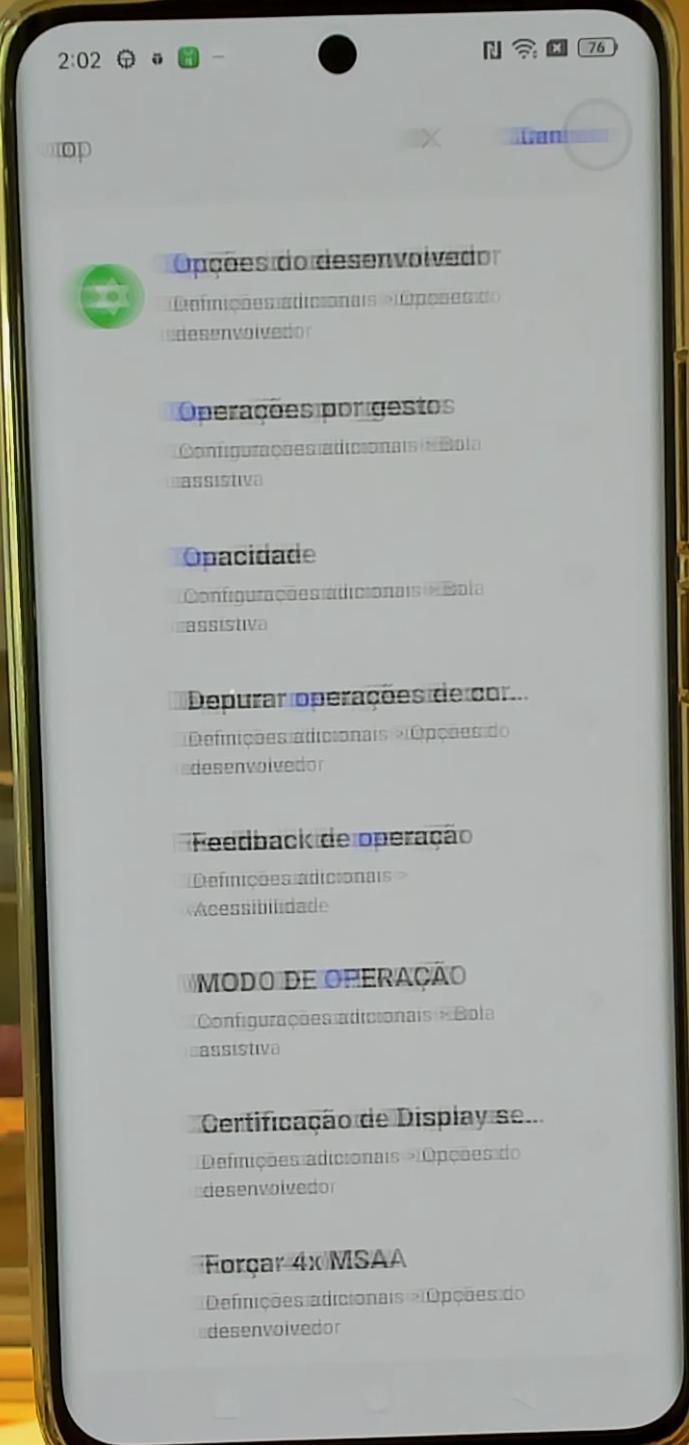 2:02
76
op
Opções do desenvolvedor
Definições adicionais > Opções do
desenvolvedor
Operações por gestos
Configurações adicionais > Bola
assistiva
Opacidade
Configurações adicionais > Bola
assistiva
Depurar operações de cor...
Definições adicionais > Opções do
desenvolvedor
Feedback de operação
Definições adicionais >
Acessibilidade
MODO DE OPERAÇÃO
Configurações adicionais > Bola
assistiva
Certificação de Display se...
Definições adicionais > Opções do
desenvolvedor
Forçar 4x MSAA
Definições adicionais > Opções do
desenvolvedor